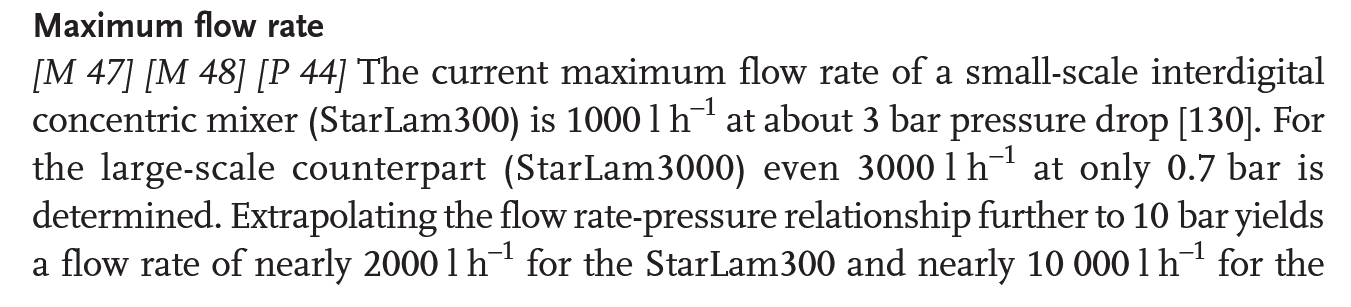 Maximum flow rate
[M 47] [M 48] [P 44] The current maximum flow rate of a small-scale interdigital
concentric mixer (StarLam300) is 1000 l h⁻¹ at about 3 bar pressure drop [130]. For
the large-scale counterpart (StarLam3000) even 3000 l h⁻¹ at only 0.7 bar is
determined. Extrapolating the flow rate-pressure relationship further to 10 bar yields
a flow rate of nearly 2000 l h⁻¹ for the StarLam300 and nearly 10 000 l h⁻¹ for the